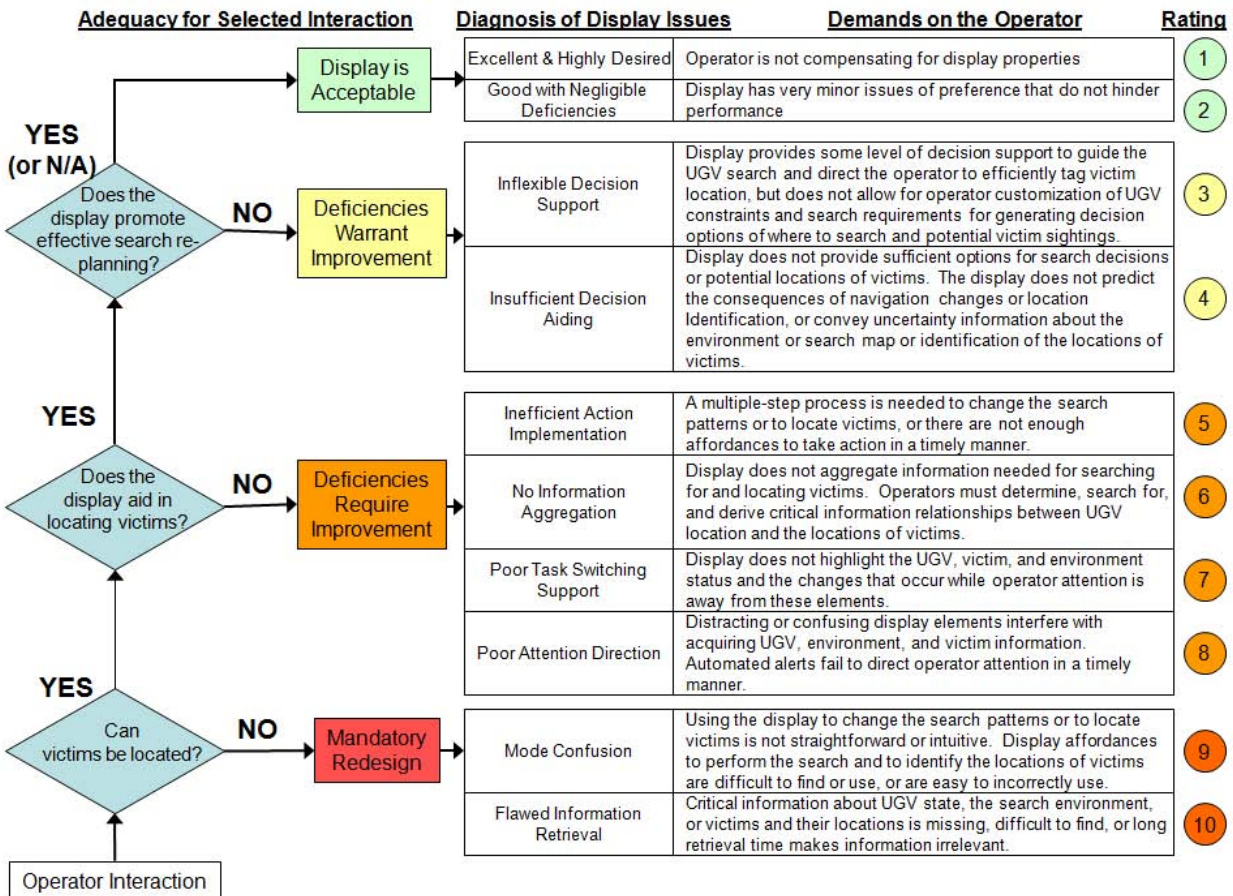 Adequacy for Selected Interaction
Diagnosis of Display Issues
Demands on the Operator
Rating
Display is
Acceptable
Excellent & Highly Desired
Operator is not compensating for display properties
1
Good with Negligible
Deficiencies
Display has very minor issues of preference that do not hinder
performance
2
YES
(or N/A)
Does the
display promote
effective search re-
planning?
NO
Deficiencies
Warrant
Improvement
Inflexible Decision
Support
Display provides some level of decision support to guide the
UGV search and direct the operator to efficiently tag victim
location, but does not allow for operator customization of UGV
constraints and search requirements for generating decision
options of where to search and potential victim sightings.
3
Insufficient Decision
Aiding
Display does not provide sufficient options for search decisions
or potential locations of victims. The display does not predict
the consequences of navigation changes or location
Identification, or convey uncertainty information about the
environment or search map or identification of the locations of
victims.
4
YES
Does the
display aid in
locating victims?
NO
Deficiencies
Require
Improvement
Inefficient Action
Implementation
A multiple-step process is needed to change the search
patterns or to locate victims, or there are not enough
affordances to take action in a timely manner.
5
No Information
Aggregation
Display does not aggregate information needed for searching
for and locating victims. Operators must determine, search for,
and derive critical information relationships between UGV
location and the locations of victims.
6
Poor Task Switching
Support
Display does not highlight the UGV, victim, and environment
status and the changes that occur while operator attention is
away from these elements.
7
Poor Attention Direction
Distracting or confusing display elements interfere with
acquiring UGV, environment, and victim information.
Automated alerts fail to direct operator attention in a timely
manner.
8
YES
Can
victims be located?
NO
Mandatory
Redesign
Mode Confusion
Using the display to change the search patterns or to locate
victims is not straightforward or intuitive. Display affordances
to perform the search and to identify the locations of victims
are difficult to find or use, or are easy to incorrectly use.
9
Flawed Information
Retrieval
Critical information about UGV state, the search environment,
or victims and their locations is missing, difficult to find, or long
retrieval time makes information irrelevant.
10
Operator Interaction